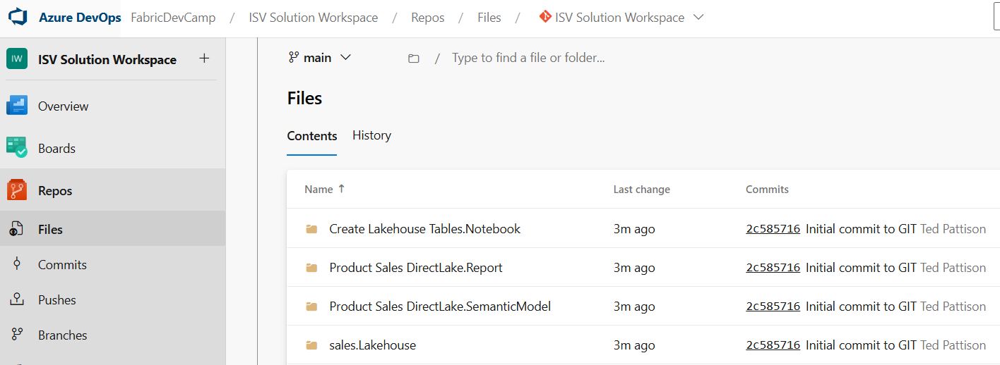 Azure DevOps FabricDevCamp / ISV Solution Workspace / Repos / Files / ISV Solution Workspace
IW ISV Solution Workspace +
Overview
Boards
Repos
Files
Commits
Pushes
Branches
main / Type to find a file or folder...
Files
Contents History
Name ↑ Last change Commits
Create Lakehouse Tables.Notebook 3m ago 2c585716 Initial commit to GIT Ted Pattison
Product Sales DirectLake.Report 3m ago 2c585716 Initial commit to GIT Ted Pattison
Product Sales DirectLake.SemanticModel 3m ago 2c585716 Initial commit to GIT Ted Pattison
sales.Lakehouse 3m ago 2c585716 Initial commit to GIT Ted Pattison